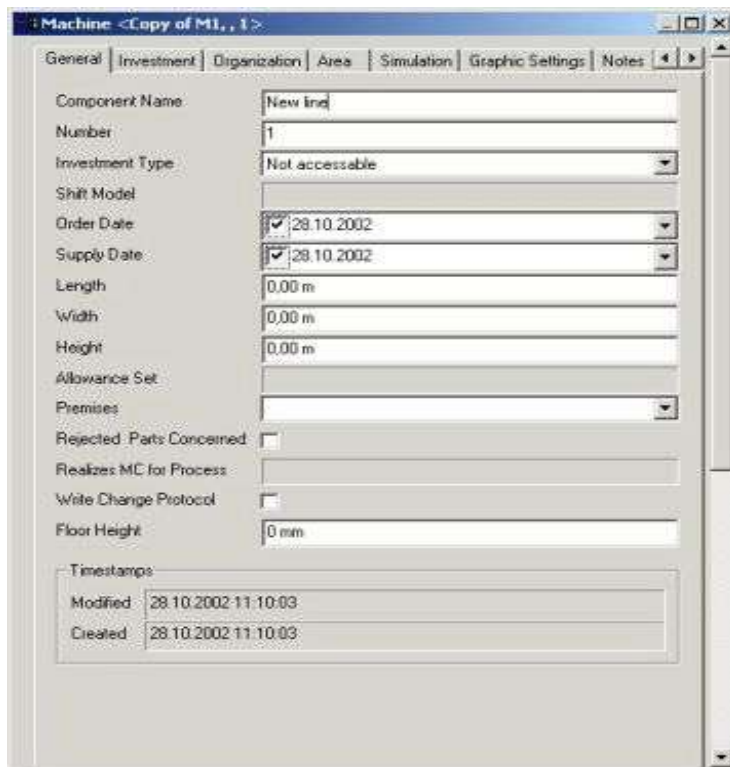 Machine <Copy of M1, , 1>
General Investment Organization Area Simulation Graphic Settings Notes
Component Name New line
Number 1
Investment Type Not accessable
Shift Model
Order Date 28.10.2002
Supply Date 28.10.2002
Length 0,00 m
Width 0,00 m
Height 0,00 m
Allowance Set
Premises
Rejected Parts Concerned
Realizes MC for Process
Write Change Protocol
Floor Height 0 mm
Timestamps
Modified 28.10.2002 11:10:03
Created 28.10.2002 11:10:03